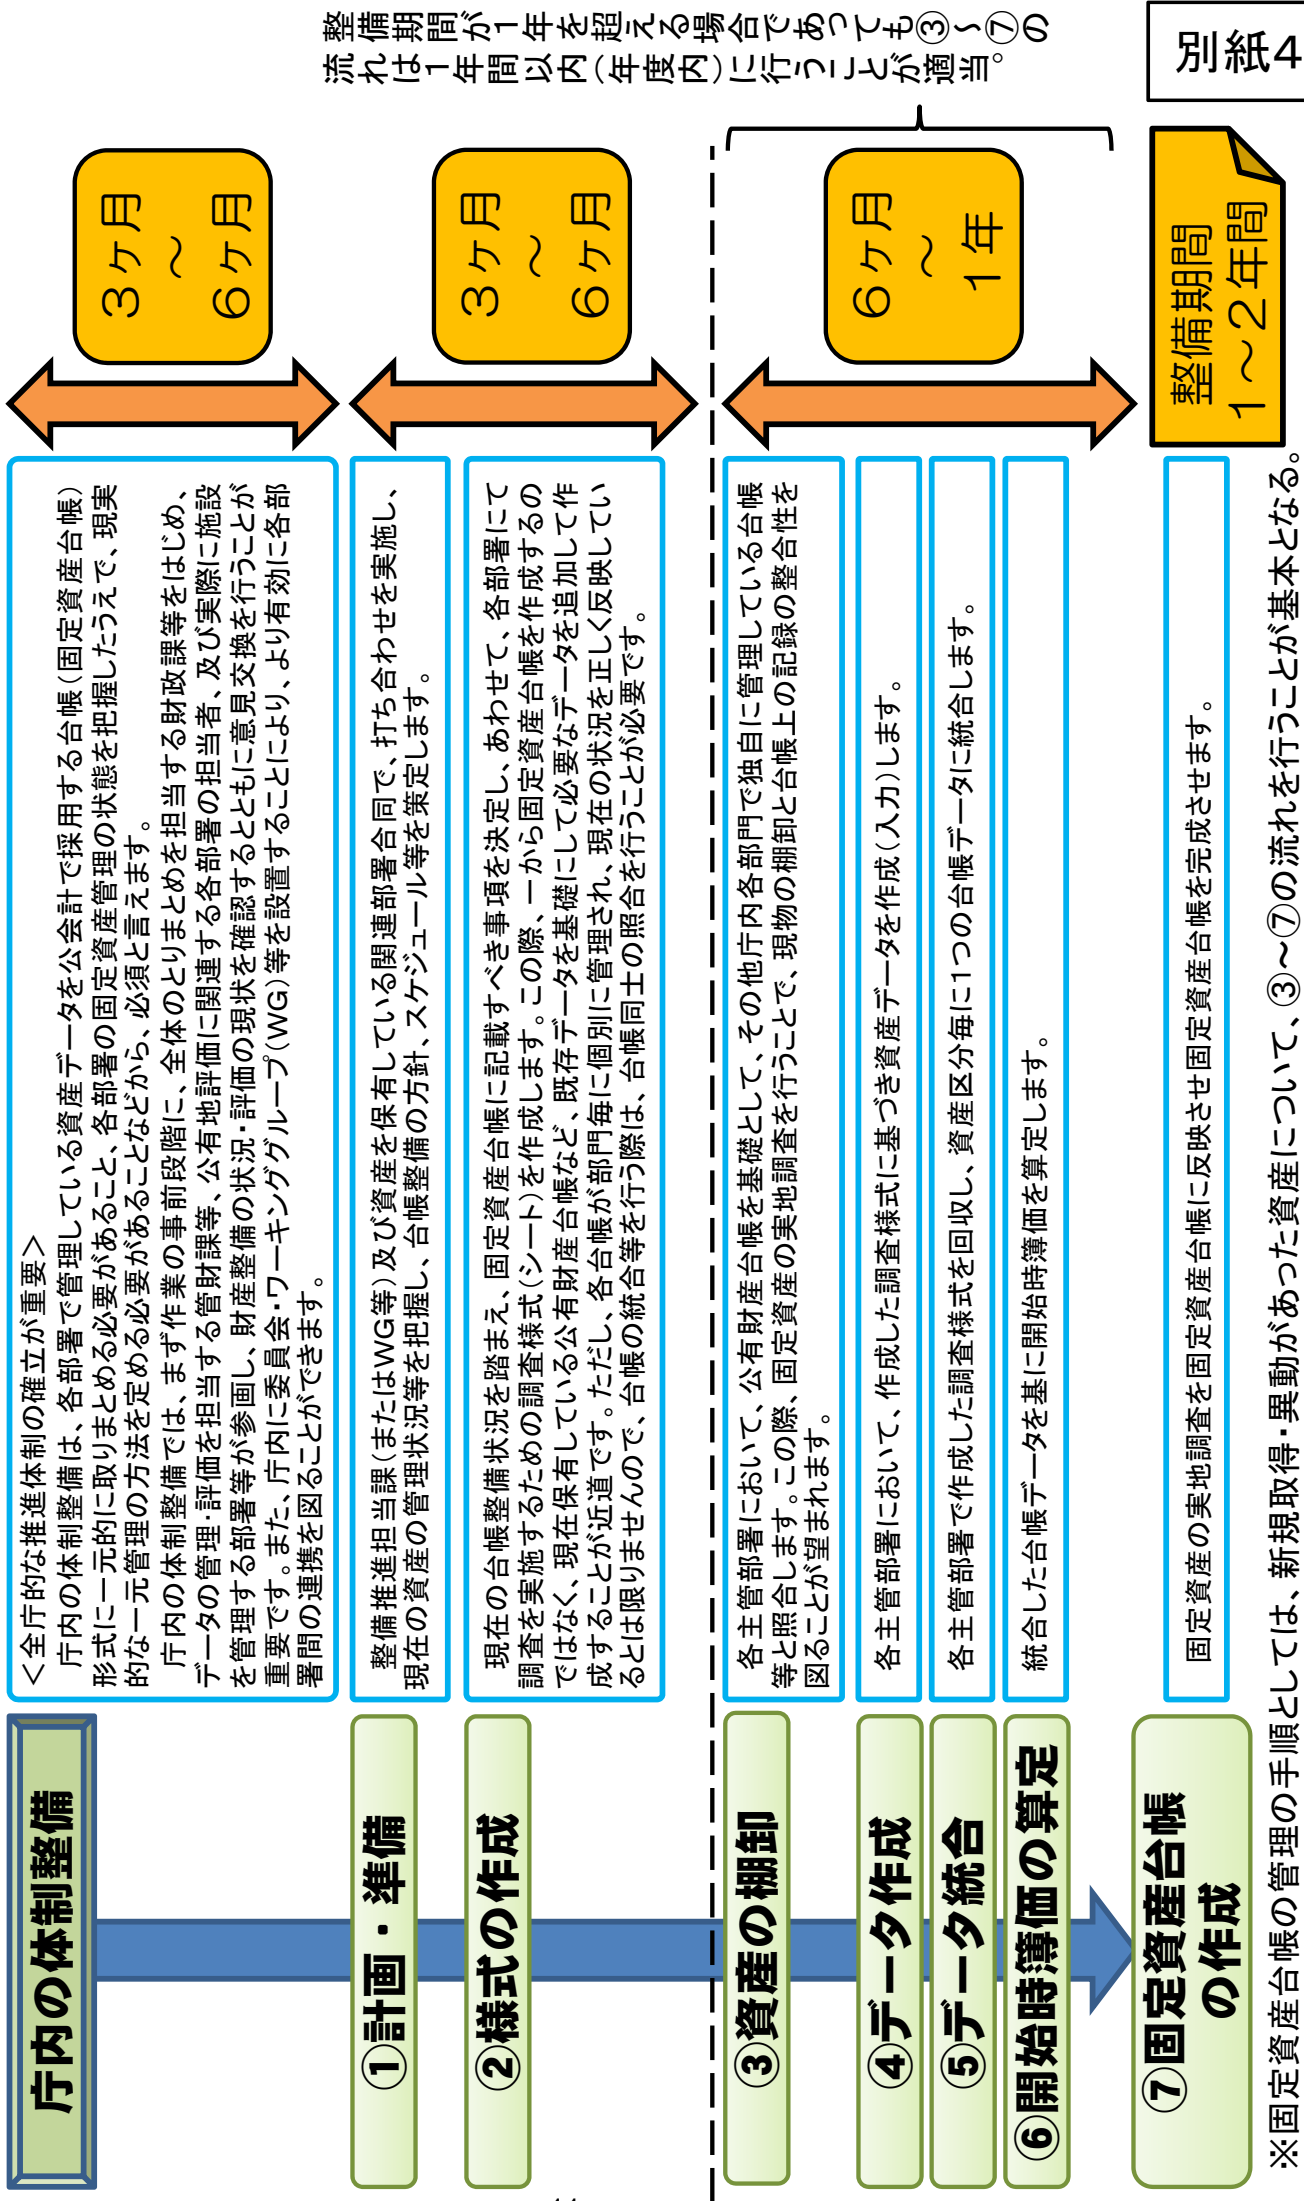 別紙4
庁内の体制整備
＜全庁的な推進体制の確立が重要＞
庁内の体制整備は、各部署で管理している資産データを公会計で採用する台帳（固定資産台帳）
形式に一元的に取りまとめる必要があること、各部署の固定資産管理の状態を把握したうえで、現実
的な一元管理の方法を定める必要があることなどから、必須と言えます。
庁内の体制整備では、まず作業の事前段階に、全体のとりまとめを担当する財政課等をはじめ、
データの管理・評価を担当する管財課等、公有地評価に関連する各部署の担当者、及び実際に施設
を管理する部署等が参画し、財産整備の状況・評価の現状を確認するとともに意見交換を行うことが
重要です。また、庁内に委員会・ワーキンググループ（WG）等を設置することにより、より有効に各部
署間の連携を図ることができます。
3ヶ月
～
6ヶ月
①計画・準備
整備推進担当課（またはWG等）及び資産を保有している関連部署合同で、打ち合わせを実施し、
現在の資産の管理状況等を把握し、台帳整備の方針、スケジュール等を策定します。
②様式の作成
現在の台帳整備状況を踏まえ、固定資産台帳に記載すべき事項を決定し、あわせて、各部署にて
調査を実施するための調査様式（シート）を作成します。この際、一から固定資産台帳を作成するの
ではなく、現在保有している公有財産台帳など、既存データを基礎にして必要なデータを追加して作
成することが近道です。ただし、各台帳が部門毎に個別に管理され、現在の状況を正しく反映してい
るとは限りませんので、台帳の統合等を行う際は、台帳同士の照合を行うことが必要です。
3ヶ月
～
6ヶ月
③資産の棚卸
各主管部署において、公有財産台帳を基礎として、その他庁内各部門で独自に管理している台帳
等と照合します。この際、固定資産の実地調査を行うことで、現物の棚卸と台帳上の記録の整合性を
図ることが望まれます。
④データ作成
各主管部署において、作成した調査様式に基づき資産データを作成（入力）します。
⑤データ統合
各主管部署で作成した調査様式を回収し、資産区分毎に1つの台帳データに統合します。
⑥開始時簿価の算定
統合した台帳データを基に開始時簿価を算定します。
6ヶ月
～
1年
整備期間が1年を超える場合であっても③～⑦の
流れは1年間以内（年度内）に行うことが適当。
⑦固定資産台帳
の作成
固定資産の実地調査を固定資産台帳に反映させ固定資産台帳を完成させます。
整備期間
1～2年間
※固定資産台帳の管理の手順としては、新規取得・異動があった資産について、③～⑦の流れを行うことが基本となる。